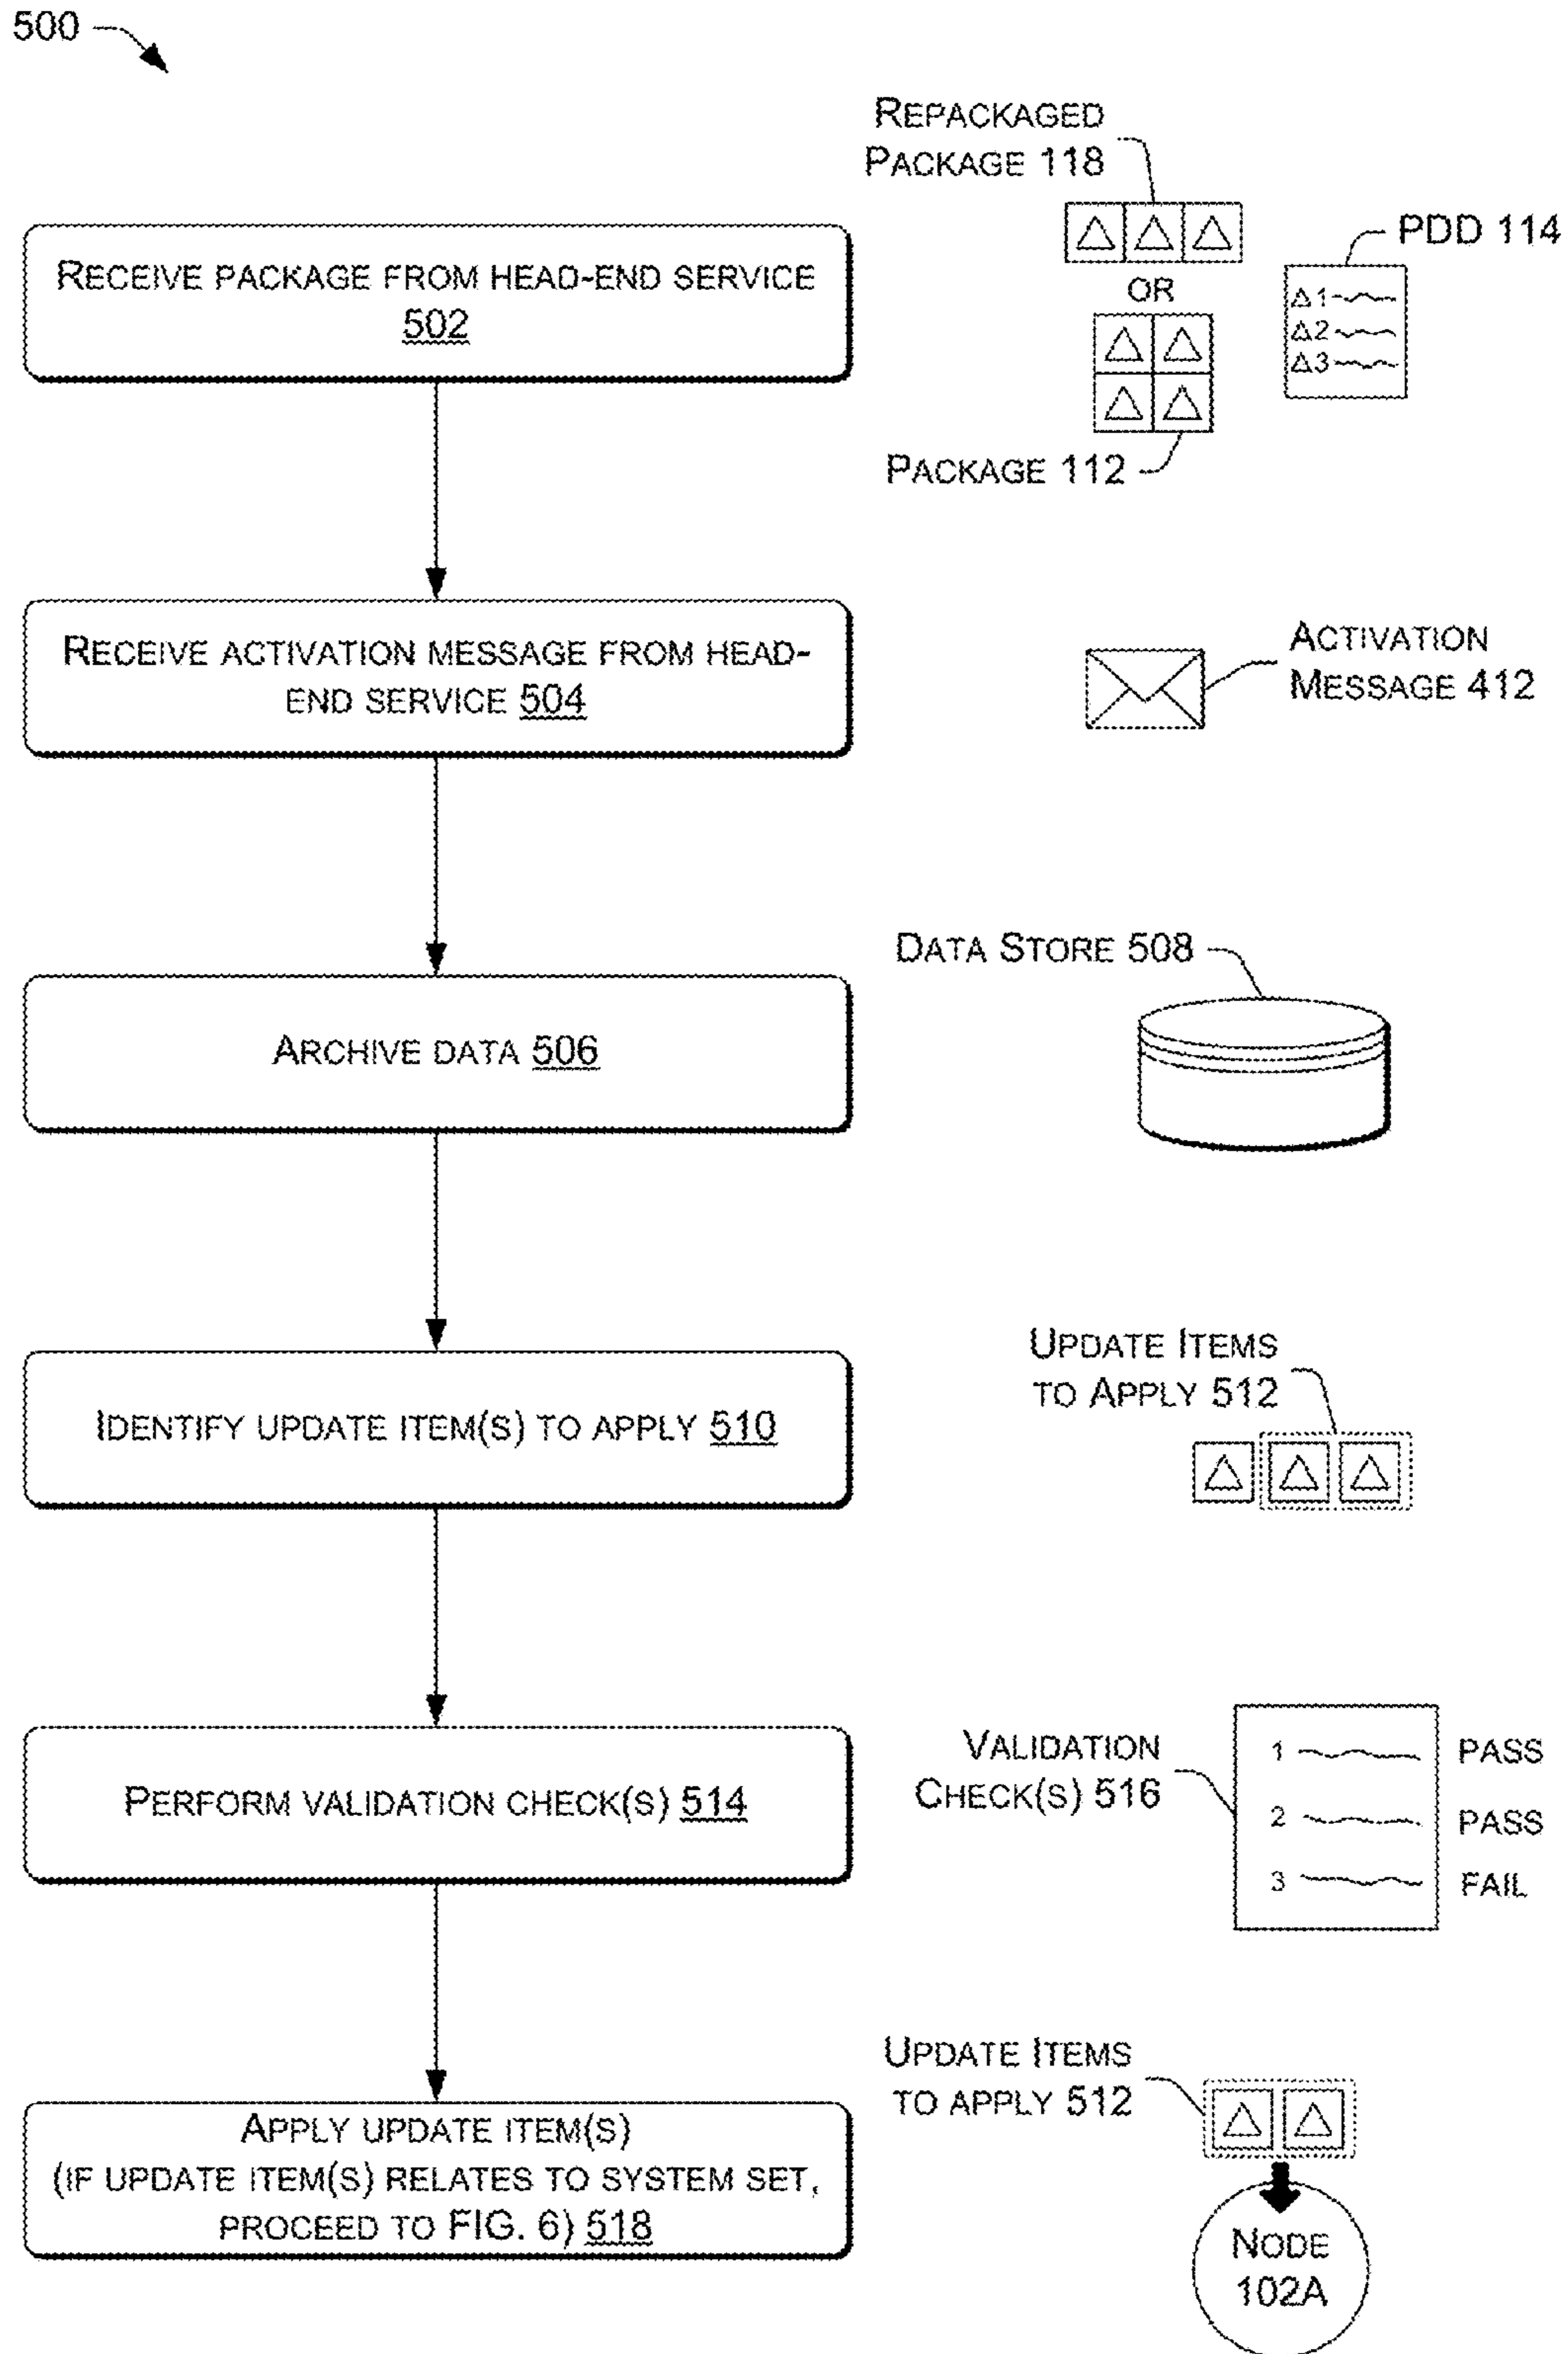 500
REPACKAGED
PACKAGE 118
PDD 114
RECEIVE PACKAGE FROM HEAD-END SERVICE
502
OR
Δ1
Δ2
Δ3
PACKAGE 112
RECEIVE ACTIVATION MESSAGE FROM HEAD-
END SERVICE 504
ACTIVATION
MESSAGE 412
DATA STORE 508
ARCHIVE DATA 506
UPDATE ITEMS
TO APPLY 512
IDENTIFY UPDATE ITEM(S) TO APPLY 510
PERFORM VALIDATION CHECK(S) 514
VALIDATION
CHECK(S) 516
1 PASS
2 PASS
3 FAIL
UPDATE ITEMS
TO APPLY 512
APPLY UPDATE ITEM(S)
(IF UPDATE ITEM(S) RELATES TO SYSTEM SET,
PROCEED TO FIG. 6) 518
NODE
102A